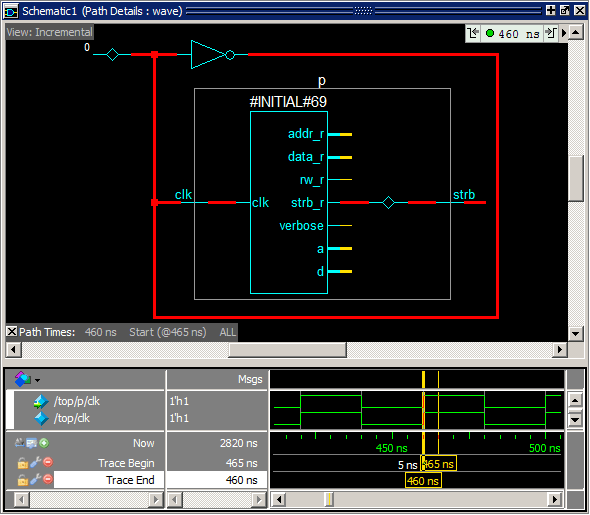 Schematic1 (Path Details : wave)
View: Incremental
460 ns
0
p
#INITIAL#69
addr_r
data_r
rw_r
clk
clk
strb_r
strb
verbose
a
d
Path Times: 460 ns Start (@465 ns) ALL
Msgs
/top/p/clk 1'h1
/top/clk 1'h1
Now 2820 ns 450 ns 500 ns
Trace Begin 465 ns 5 ns 465 ns
Trace End 460 ns 460 ns